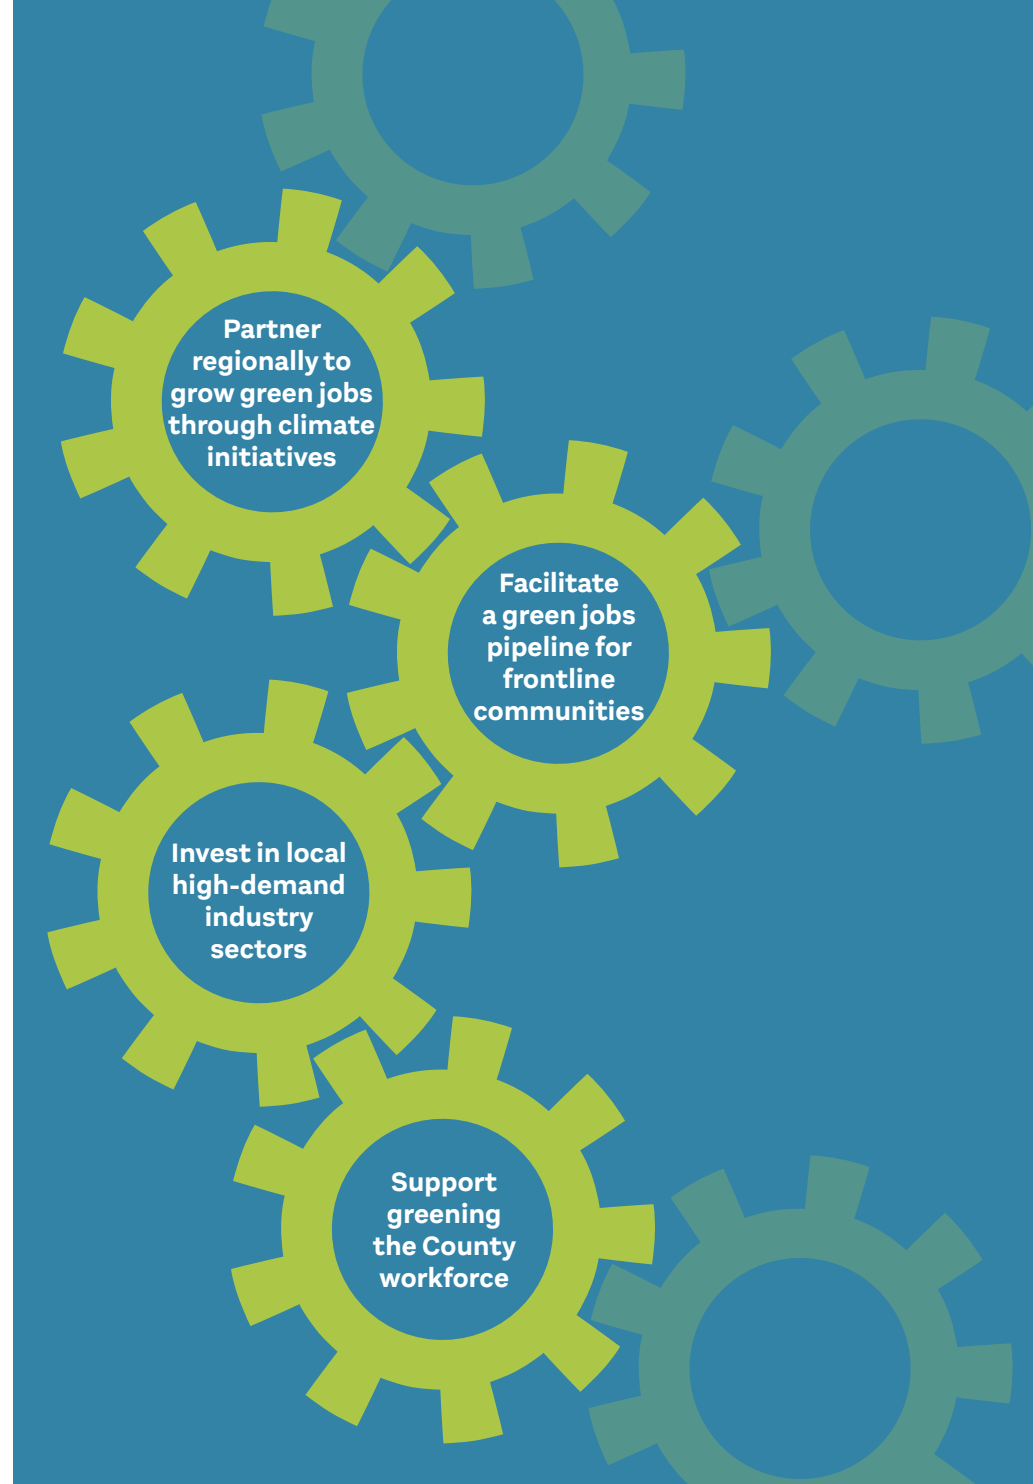 Partner
regionally to
grow green jobs
through climate
initiatives
Facilitate
a green jobs
pipeline for
frontline
communities
Invest in local
high-demand
industry
sectors
Support
greening
the County
workforce